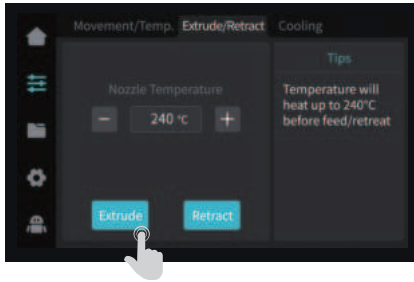 Movement/Temp. Extrude/Retract Cooling
Tips
Nozzle Temperature
Temperature will
heat up to 240°C
before feed/retreat
− 240 °C +
Extrude Retract